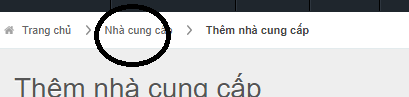 Trang chủ > Nhà cung cấp > Thêm nhà cung cấp
Thêm nhà cung cấp